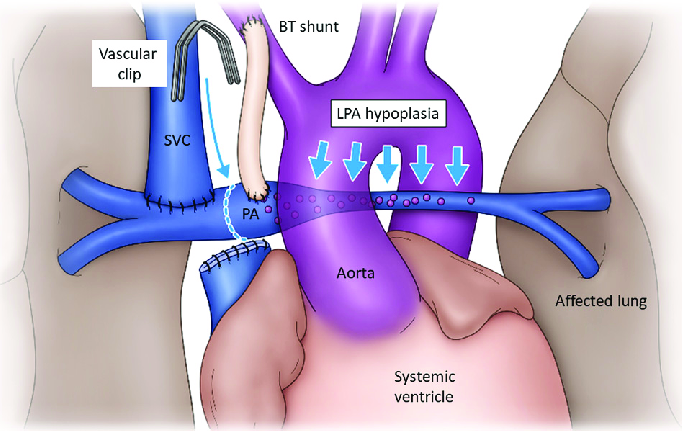 BT shunt
Vascular
clip
LPA hypoplasia
SVC
PA
Aorta
Affected lung
Systemic
ventricle